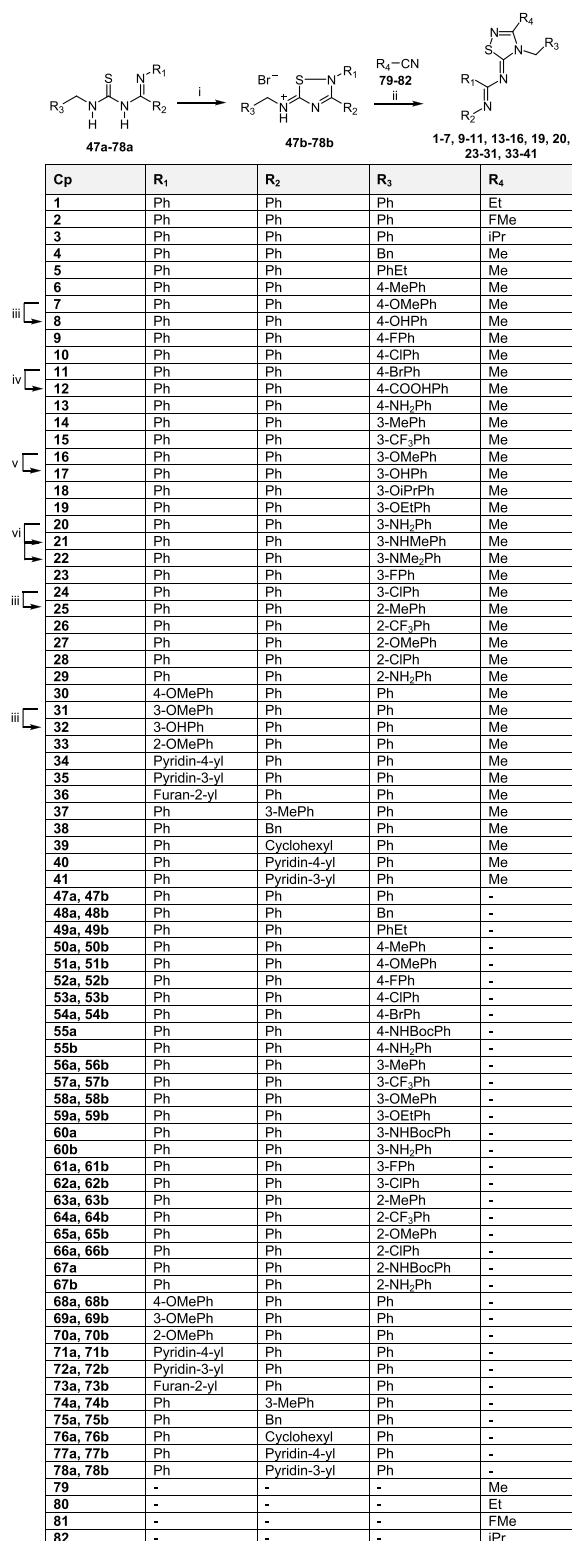 R₄
N
S N R₃
S N R₁ Br⁻ S N R₁ R₄—CN R₁ N
R₃ N N R₂ i R₃ N N R₂ 79-82 N
H H H + ii R₂
47a-78a 47b-78b 1-7, 9-11, 13-16, 19, 20,
23-31, 33-41
Cp R₁ R₂ R₃ R₄
1 Ph Ph Ph Et
2 Ph Ph Ph FMe
3 Ph Ph Ph iPr
4 Ph Ph Bn Me
5 Ph Ph PhEt Me
6 Ph Ph 4-MePh Me
iii 7 Ph Ph 4-OMePh Me
8 Ph Ph 4-OHPh Me
9 Ph Ph 4-FPh Me
10 Ph Ph 4-ClPh Me
iv 11 Ph Ph 4-BrPh Me
12 Ph Ph 4-COOHPh Me
13 Ph Ph 4-NH₂Ph Me
14 Ph Ph 3-MePh Me
15 Ph Ph 3-CF₃Ph Me
v 16 Ph Ph 3-OMePh Me
17 Ph Ph 3-OHPh Me
18 Ph Ph 3-OiPrPh Me
19 Ph Ph 3-OEtPh Me
vi 20 Ph Ph 3-NH₂Ph Me
21 Ph Ph 3-NHMePh Me
22 Ph Ph 3-NMe₂Ph Me
23 Ph Ph 3-FPh Me
iii 24 Ph Ph 3-ClPh Me
25 Ph Ph 2-MePh Me
26 Ph Ph 2-CF₃Ph Me
27 Ph Ph 2-OMePh Me
28 Ph Ph 2-ClPh Me
29 Ph Ph 2-NH₂Ph Me
30 4-OMePh Ph Ph Me
iii 31 3-OMePh Ph Ph Me
32 3-OHPh Ph Ph Me
33 2-OMePh Ph Ph Me
34 Pyridin-4-yl Ph Ph Me
35 Pyridin-3-yl Ph Ph Me
36 Furan-2-yl Ph Ph Me
37 Ph 3-MePh Ph Me
38 Ph Bn Ph Me
39 Ph Cyclohexyl Ph Me
40 Ph Pyridin-4-yl Ph Me
41 Ph Pyridin-3-yl Ph Me
47a, 47b Ph Ph Ph -
48a, 48b Ph Ph Bn -
49a, 49b Ph Ph PhEt -
50a, 50b Ph Ph 4-MePh -
51a, 51b Ph Ph 4-OMePh -
52a, 52b Ph Ph 4-FPh -
53a, 53b Ph Ph 4-ClPh -
54a, 54b Ph Ph 4-BrPh -
55a Ph Ph 4-NHBocPh -
55b Ph Ph 4-NH₂Ph -
56a, 56b Ph Ph 3-MePh -
57a, 57b Ph Ph 3-CF₃Ph -
58a, 58b Ph Ph 3-OMePh -
59a, 59b Ph Ph 3-OEtPh -
60a Ph Ph 3-NHBocPh -
60b Ph Ph 3-NH₂Ph -
61a, 61b Ph Ph 3-FPh -
62a, 62b Ph Ph 3-ClPh -
63a, 63b Ph Ph 2-MePh -
64a, 64b Ph Ph 2-CF₃Ph -
65a, 65b Ph Ph 2-OMePh -
66a, 66b Ph Ph 2-ClPh -
67a Ph Ph 2-NHBocPh -
67b Ph Ph 2-NH₂Ph -
68a, 68b 4-OMePh Ph Ph -
69a, 69b 3-OMePh Ph Ph -
70a, 70b 2-OMePh Ph Ph -
71a, 71b Pyridin-4-yl Ph Ph -
72a, 72b Pyridin-3-yl Ph Ph -
73a, 73b Furan-2-yl Ph Ph -
74a, 74b Ph 3-MePh Ph -
75a, 75b Ph Bn Ph -
76a, 76b Ph Cyclohexyl Ph -
77a, 77b Ph Pyridin-4-yl Ph -
78a, 78b Ph Pyridin-3-yl Ph -
79 - - - Me
80 - - - Et
81 - - - FMe
82 - - - iPr